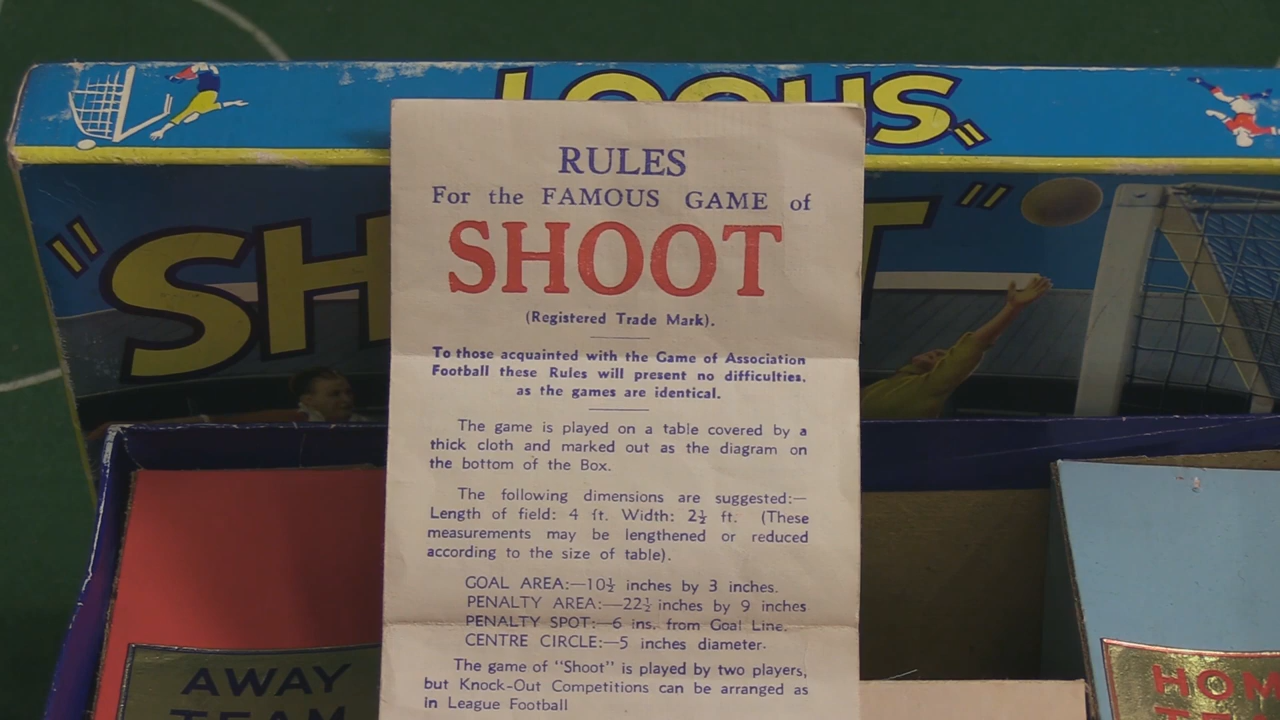 RULES
For the FAMOUS GAME of
SHOOT
(Registered Trade Mark).
To those acquainted with the Game of Association
Football these Rules will present no difficulties,
as the games are identical.
The game is played on a table covered by a
thick cloth and marked out as the diagram on
the bottom of the Box.
The following dimensions are suggested:—
Length of field: 4 ft. Width: 2½ ft. (These
measurements may be lengthened or reduced
according to the size of table).
GOAL AREA:—10½ inches by 3 inches.
PENALTY AREA:—22½ inches by 9 inches
PENALTY SPOT:—6 ins. from Goal Line.
CENTRE CIRCLE:—5 inches diameter.
The game of "Shoot" is played by two players,
but Knock-Out Competitions can be arranged as
in League Football
AWAY
TEAM